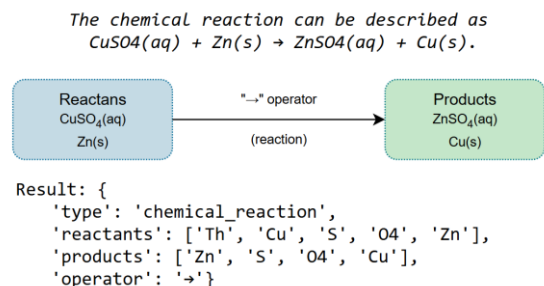 The chemical reaction can be described as
CuSO4(aq) + Zn(s) → ZnSO4(aq) + Cu(s).
Reactans
CuSO₄(aq)
Zn(s)
"→" operator
(reaction)
Products
ZnSO₄(aq)
Cu(s)
Result: {
    'type': 'chemical_reaction',
    'reactants': ['Th', 'Cu', 'S', 'O4', 'Zn'],
    'products': ['Zn', 'S', 'O4', 'Cu'],
    'operator': '→'}